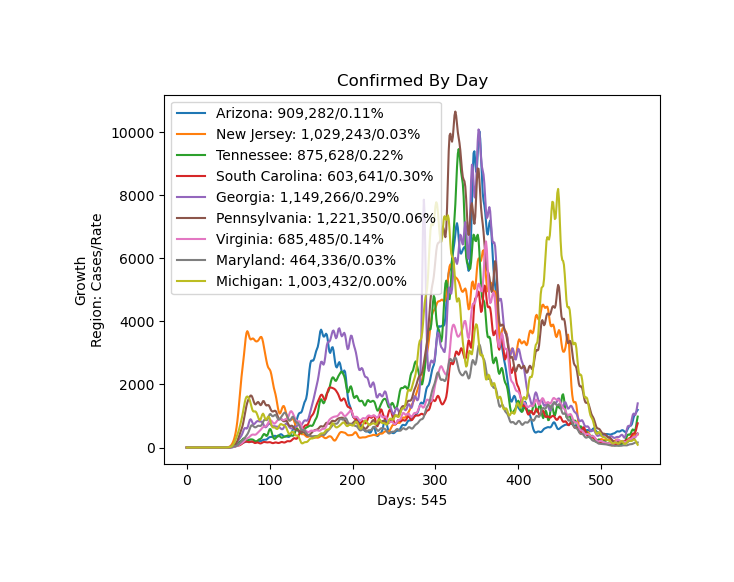 Confirmed By Day
Arizona: 909,282/0.11%
New Jersey: 1,029,243/0.03%
Tennessee: 875,628/0.22%
South Carolina: 603,641/0.30%
Georgia: 1,149,266/0.29%
Pennsylvania: 1,221,350/0.06%
Virginia: 685,485/0.14%
Maryland: 464,336/0.03%
Michigan: 1,003,432/0.00%
Growth
Region: Cases/Rate
10000
8000
6000
4000
2000
0
0 100 200 300 400 500
Days: 545